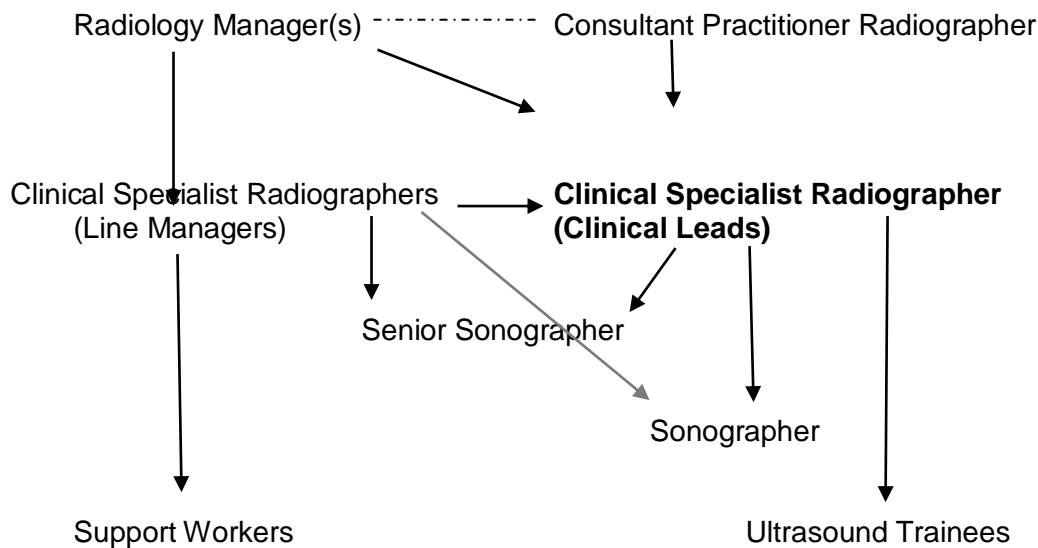 Radiology Manager(s)
Consultant Practitioner Radiographer
Clinical Specialist Radiographers
(Line Managers)
Clinical Specialist Radiographer
(Clinical Leads)
Senior Sonographer
Sonographer
Support Workers
Ultrasound Trainees